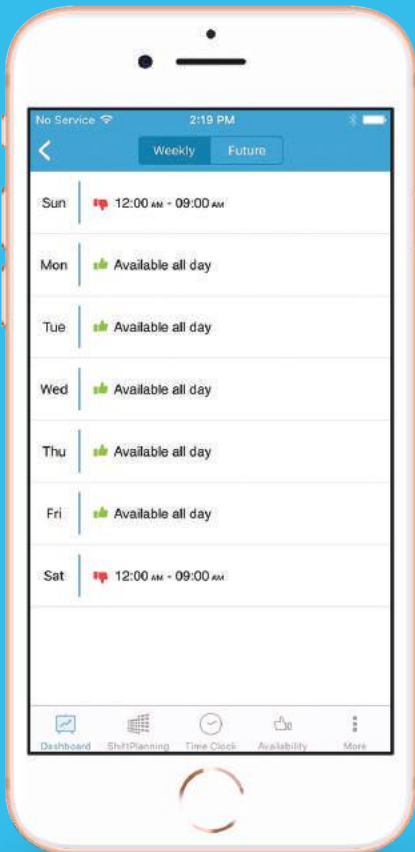 No Service 2:19 PM
Weekly Future
Sun 12:00 AM - 09:00 AM
Mon Available all day
Tue Available all day
Wed Available all day
Thu Available all day
Fri Available all day
Sat 12:00 AM - 09:00 AM
Dashboard ShiftPlanning Time Clock Availability More